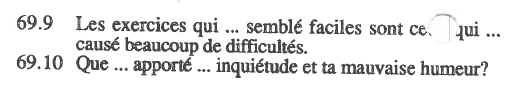 69.9 Les exercices qui ... semblé faciles sont ce qui ...
causé beaucoup de difficultés.
69.10 Que ... apporté ... inquiétude et ta mauvaise humeur?